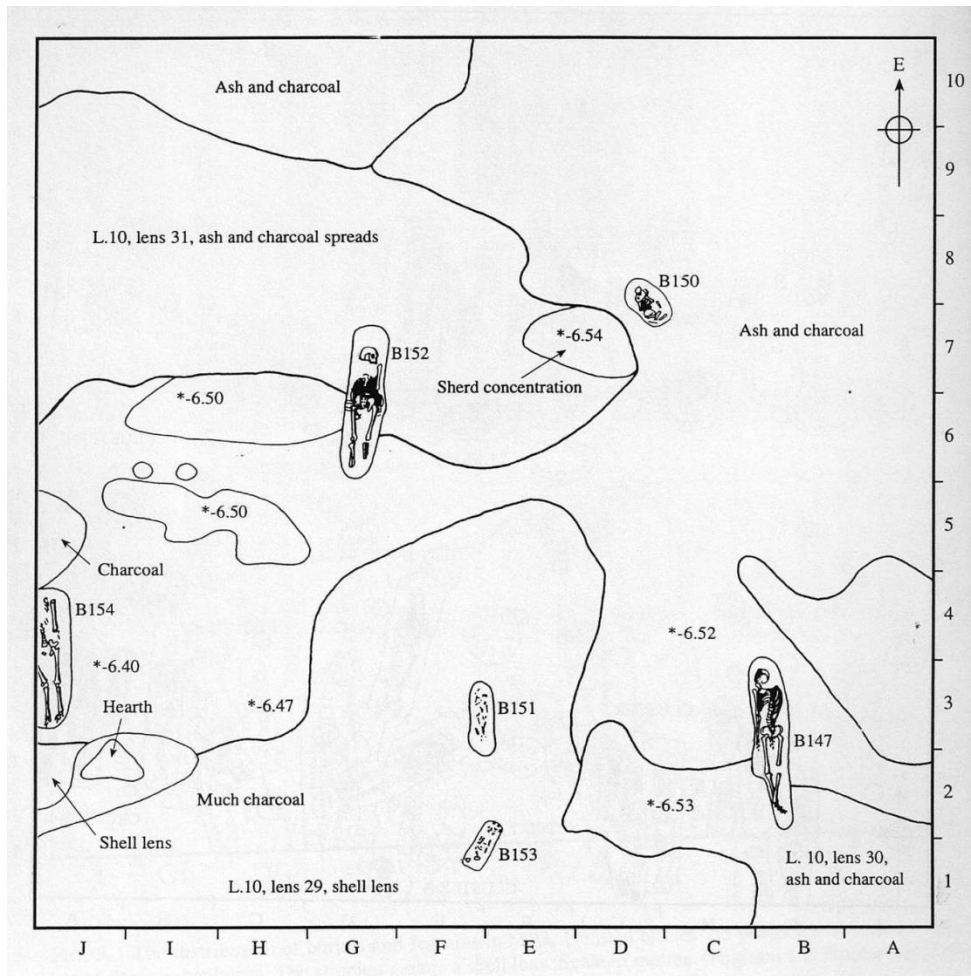 E
Ash and charcoal
10
9
L.10, lens 31, ash and charcoal spreads
8
B150
Ash and charcoal
*-6.54
B152
7
Sherd concentration
*-6.50
6
*-6.50
5
Charcoal
B154
4
*-6.52
*-6.40
Hearth
*-6.47
B151
3
B147
Much charcoal
*-6.53
2
Shell lens
B153
L.10, lens 29, shell lens
L. 10, lens 30,
ash and charcoal
1
J I H G F E D C B A